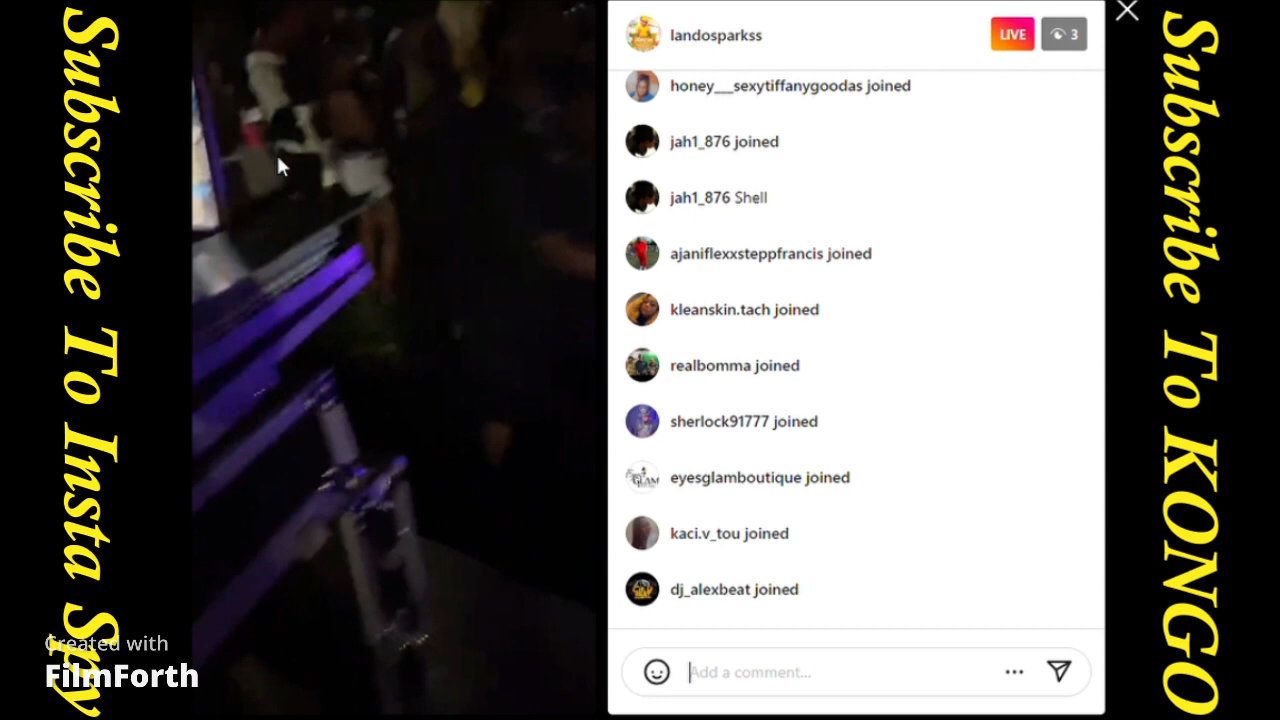 Subscribe To Insta Spy
landosparkss
LIVE
3
honey___sexytiffanygoodas joined
jah1_876 joined
jah1_876 Shell
ajaniflexxsteppfrancis joined
kleanskin.tach joined
realbomma joined
sherlock91777 joined
eyesglamboutique joined
kaci.v_tou joined
dj_alexbeat joined
Add a comment...
Subscribe To KONGO
Created with
FilmForth